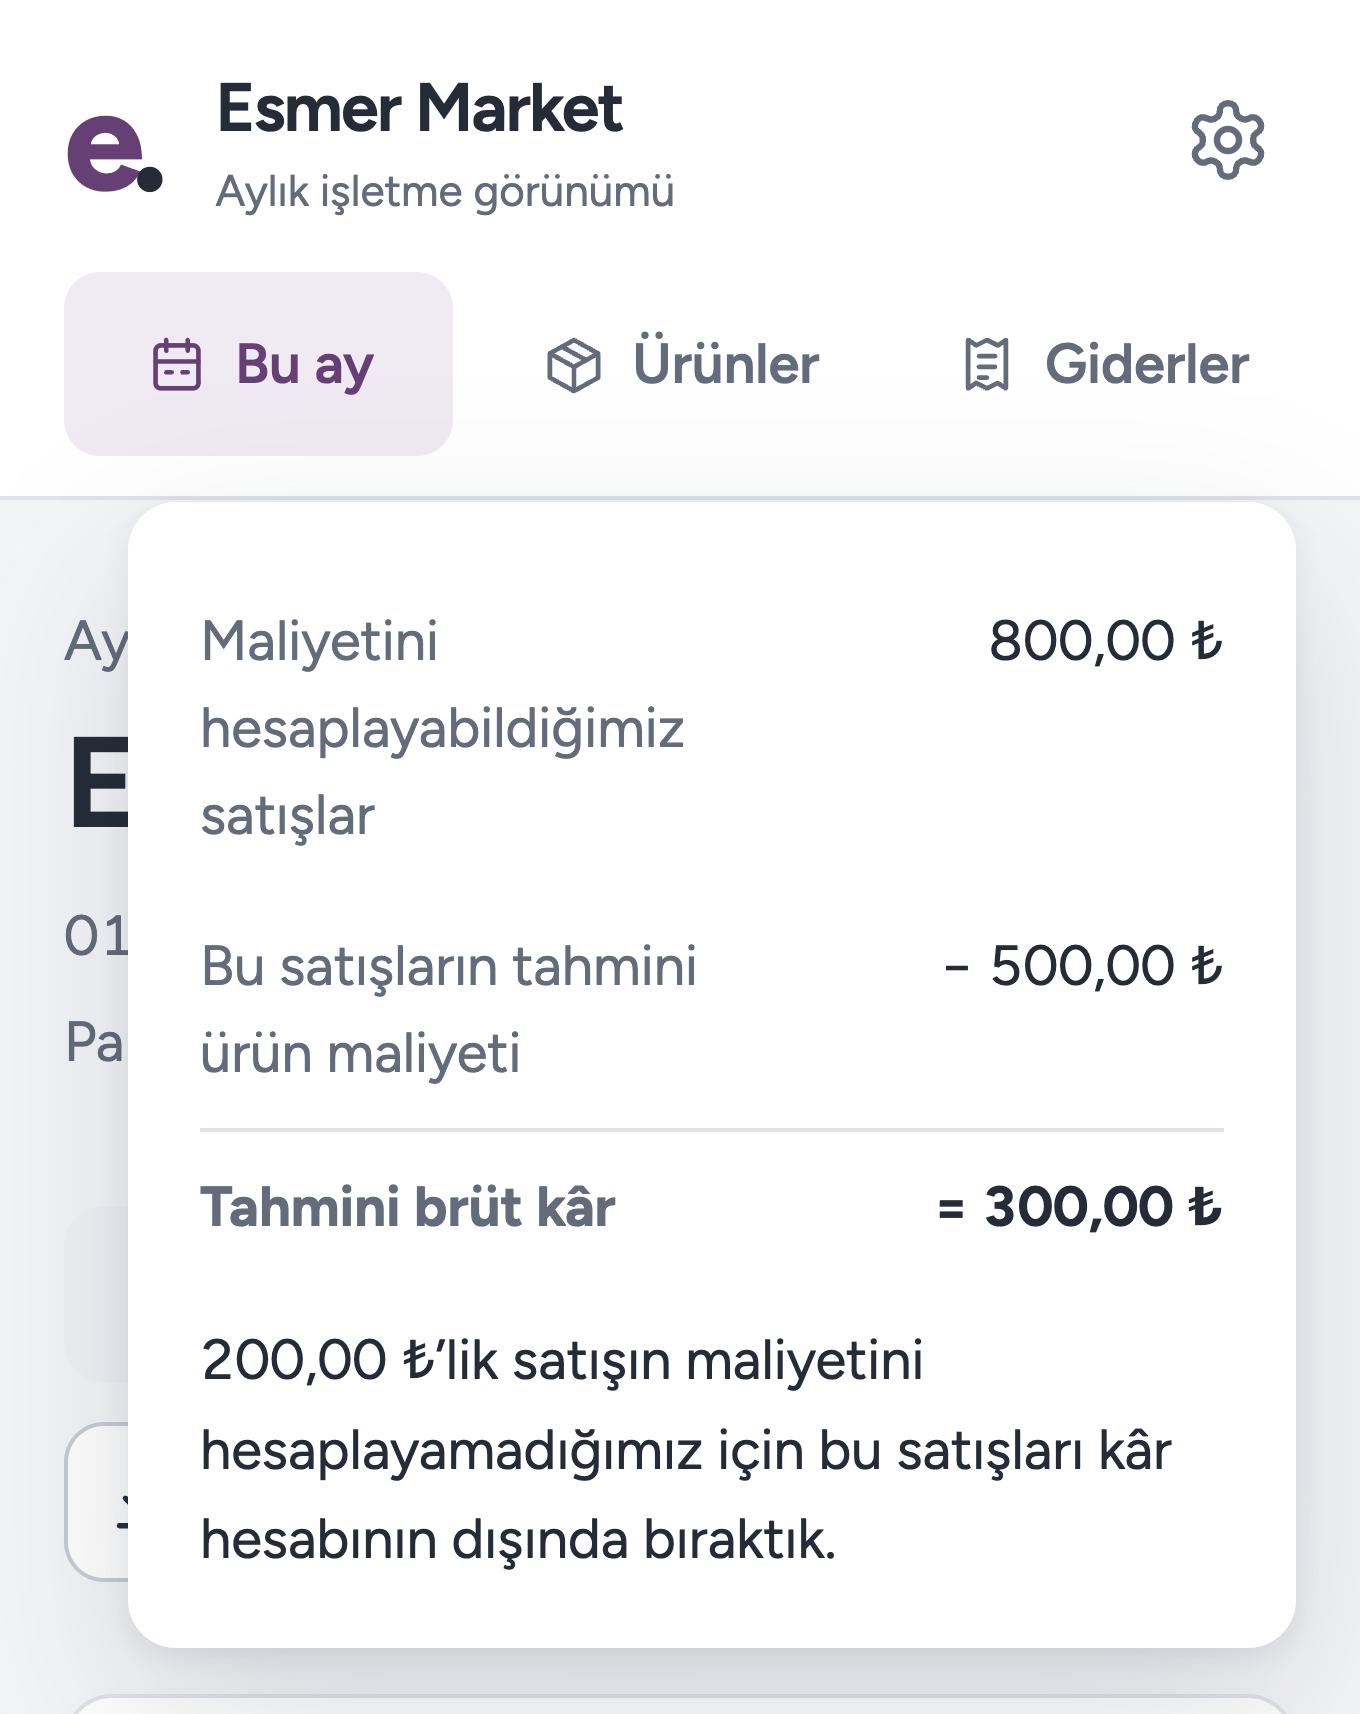 e.
Esmer Market
Aylık işletme görünümü
Bu ay
Ürünler
Giderler
Maliyetini
hesaplayabildiğimiz
satışlar
800,00 ₺
Bu satışların tahmini
ürün maliyeti
− 500,00 ₺
Tahmini brüt kâr
= 300,00 ₺
200,00 ₺’lik satışın maliyetini
hesaplayamadığımız için bu satışları kâr
hesabının dışında bıraktık.